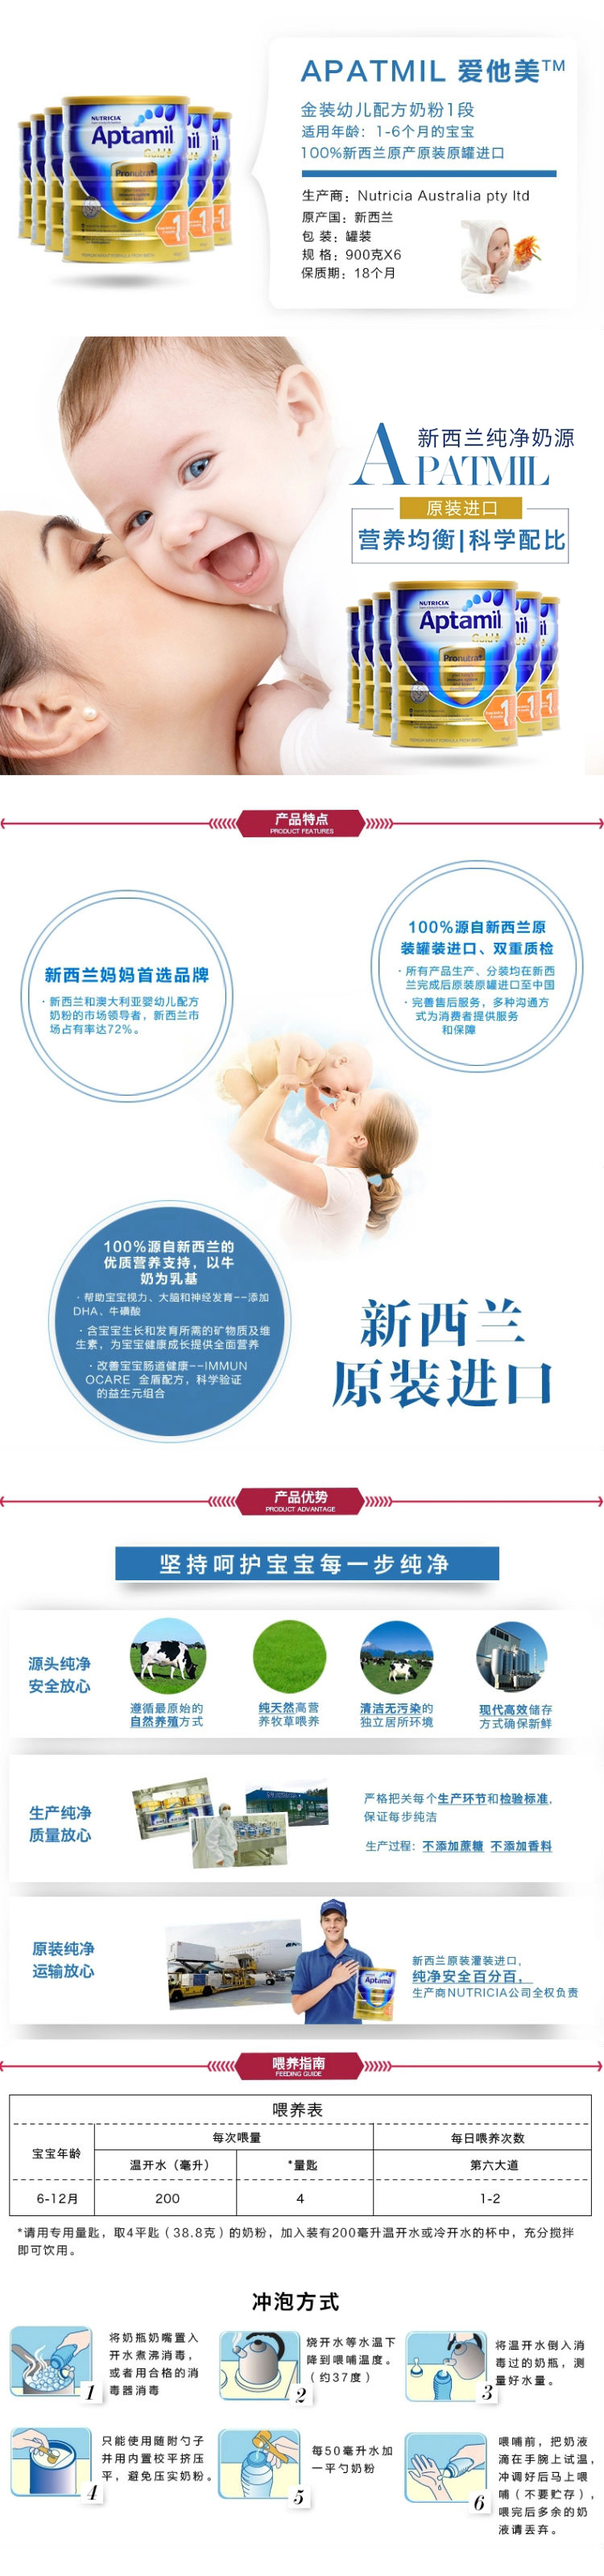 APATMIL 爱他美™
金装幼儿配方奶粉1段
适用年龄：1-6个月的宝宝
100%新西兰原产原装原罐进口
生产商：Nutricia Australia pty ltd
原产国：新西兰
包 装：罐装
规 格：900克X6
保质期：18个月
NUTRICIA
Aptamil
Gold+
Pronutra+
1
新西兰纯净奶源
APATMIL
原装进口
营养均衡|科学配比
NUTRICIA
Aptamil
Gold+
Pronutra+
1
产品特点
PRODUCT FEATURES
新西兰妈妈首选品牌
·新西兰和澳大利亚婴幼儿配方
奶粉的市场领导者，新西兰市
场占有率达72%。
100%源自新西兰原
装罐装进口、双重质检
·所有产品生产、分装均在新西
兰完成后原装原罐进口至中国
·完善售后服务，多种沟通方
式为消费者提供服务
和保障
100%源自新西兰的
优质营养支持，以牛
奶为乳基
·帮助宝宝视力、大脑和神经发育--添加
DHA、牛磺酸
·含宝宝生长和发育所需的矿物质及维
生素，为宝宝健康成长提供全面营养
·改善宝宝肠道健康--IMMUN
OCARE 金盾配方，科学验证
的益生元组合
新西兰
原装进口
产品优势
PRODUCT ADVANTAGE
坚持呵护宝宝每一步纯净
源头纯净
安全放心
遵循最原始的
自然养殖方式
纯天然高营
养牧草喂养
清洁无污染的
独立居所环境
现代高效储存
方式确保新鲜
生产纯净
质量放心
严格把关每个生产环节和检验标准，
保证每步纯洁
生产过程：不添加蔗糖 不添加香料
原装纯净
运输放心
Aptamil
新西兰原装灌装进口，
纯净安全百分百，
生产商NUTRICIA公司全权负责
喂养指南
FEEDING GUIDE
喂养表
宝宝年龄
每次喂量
每日喂养次数
温开水（毫升）
*量匙
第六大道
6-12月
200
4
1-2
*请用专用量匙，取4平匙（38.8克）的奶粉，加入装有200毫升温开水或冷开水的杯中，充分搅拌
即可饮用。
冲泡方式
将奶瓶奶嘴置入
开水煮沸消毒，
或者用合格的消
毒器消毒
1
烧开水等水温下
降到喂哺温度。
（约37度）
2
将温开水倒入消
毒过的奶瓶，测
量好水量。
3
只能使用随附勺子
并用内置校平挤压
平，避免压实奶粉。
4
每50毫升水加
一平勺奶粉
5
喂哺前，把奶液
滴在手腕上试温，
冲调好后马上喂
哺（不要贮存），
喂完后多余的奶
液请丢弃。
6